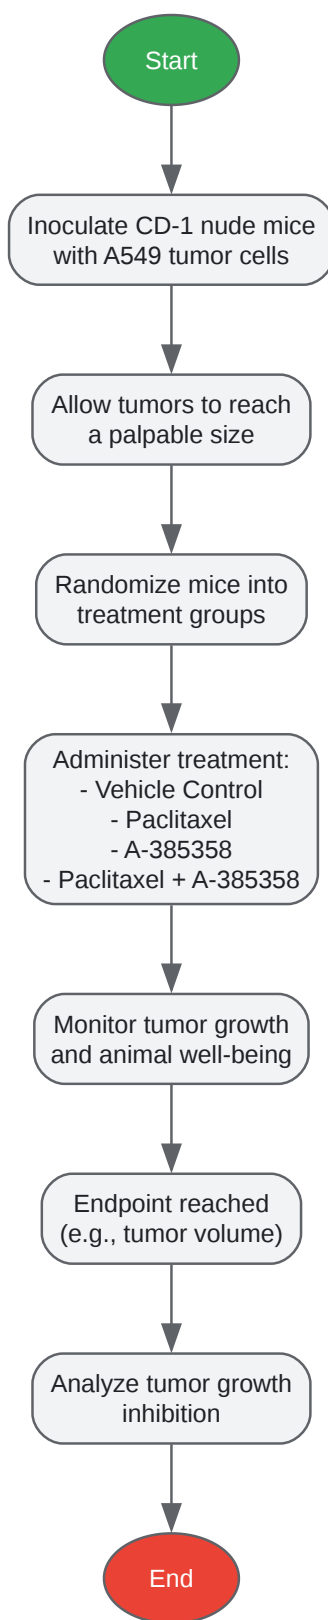 Start
Inoculate CD-1 nude mice
with A549 tumor cells
Allow tumors to reach
a palpable size
Randomize mice into
treatment groups
Administer treatment:
- Vehicle Control
- Paclitaxel
- A-385358
- Paclitaxel + A-385358
Monitor tumor growth
and animal well-being
Endpoint reached
(e.g., tumor volume)
Analyze tumor growth
inhibition
End